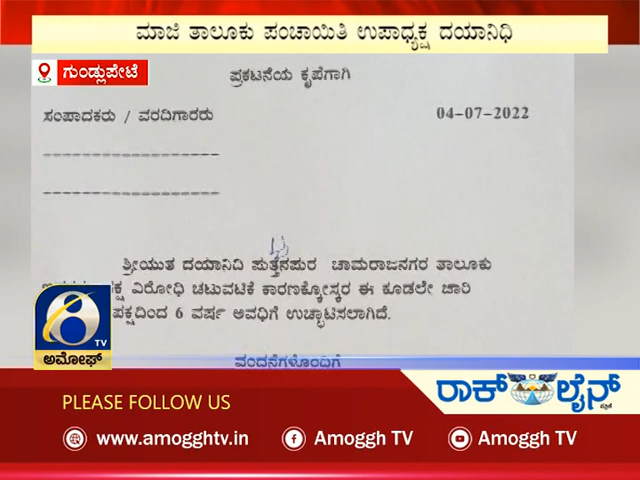 ಮಾಜಿ ತಾಲೂಕು ಪಂಚಾಯಿತಿ ಉಪಾಧ್ಯಕ್ಷ ದಯಾನಿಧಿ
ಗುಂಡ್ಲುಪೇಟೆ
ಪ್ರಕಟನೆಯ ಕೃಪೆಗಾಗಿ
ಸಂಪಾದಕರು / ವರದಿಗಾರರು 04-07-2022
ಶ್ರೀಯುತ ದಯಾನಿದಿ ಪುತ್ತನಪುರ ಚಾಮರಾಜನಗರ ತಾಲೂಕು
ವಿರೋಧಿ ಚಟುವಟಿಕೆ ಕಾರಣಕ್ಕೋಸ್ಕರ ಈ ಕೂಡಲೇ ಜಾರಿ
ಪಕ್ಷದಿಂದ 6 ವರ್ಷ ಅವಧಿಗೆ ಉಚ್ಛಾಟಿಸಲಾಗಿದೆ.
ವಂದನೆಗಳೊಂದಿಗೆ
TV
ಅಮೋಘ್
ರಾಕ್ ಲೈನ್
PLEASE FOLLOW US
www.amogghtv.in Amoggh TV Amoggh TV